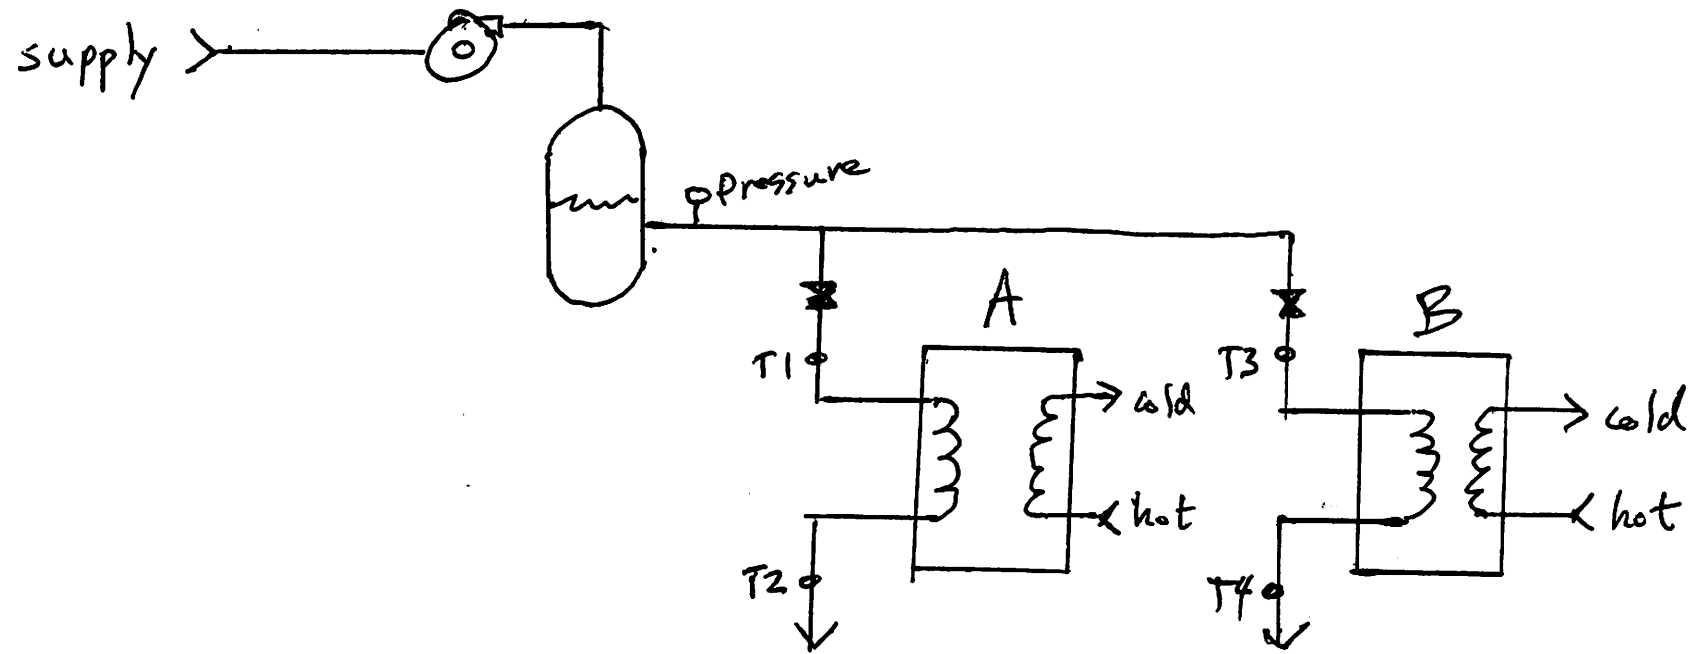 supply
pressure
A
B
T1
T3
cold
cold
hot
hot
T2
T4